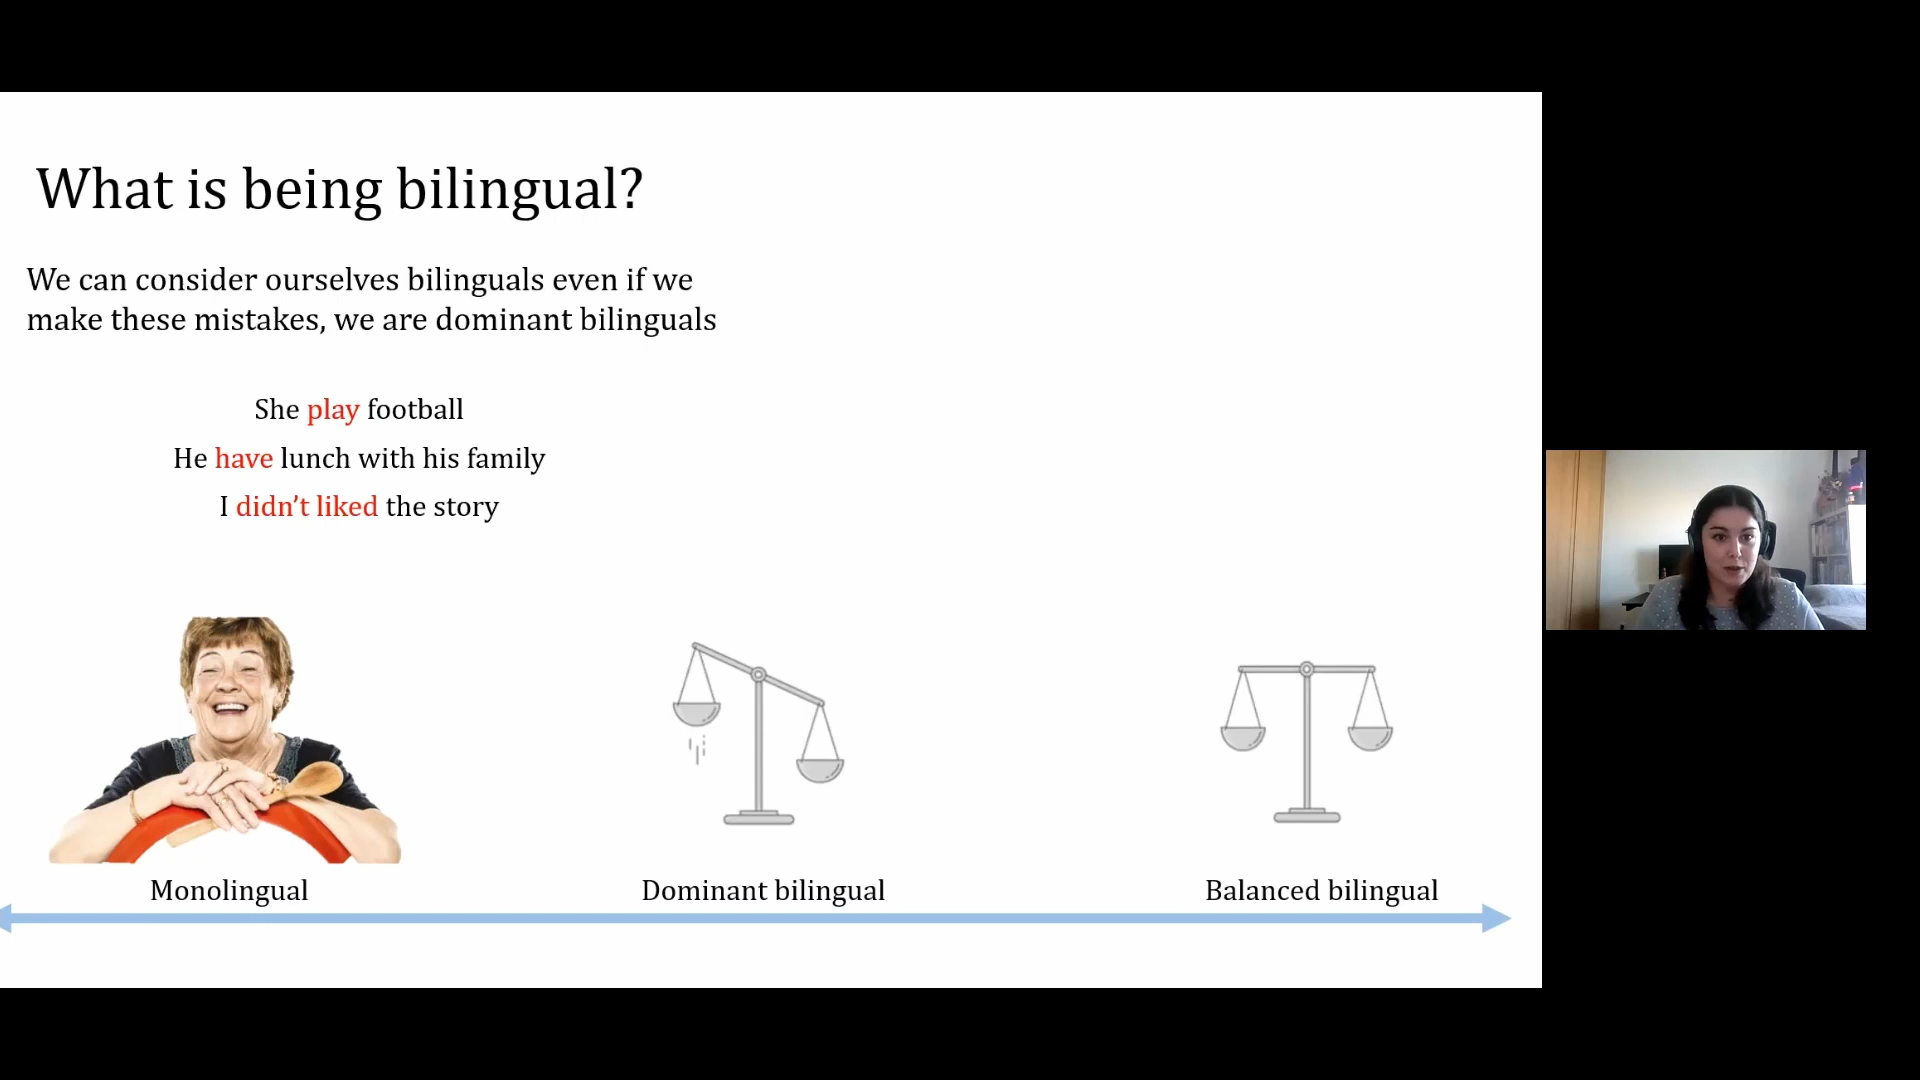 What is being bilingual?
We can consider ourselves bilinguals even if we
make these mistakes, we are dominant bilinguals
She play football
He have lunch with his family
I didn’t liked the story
Monolingual
Dominant bilingual
Balanced bilingual